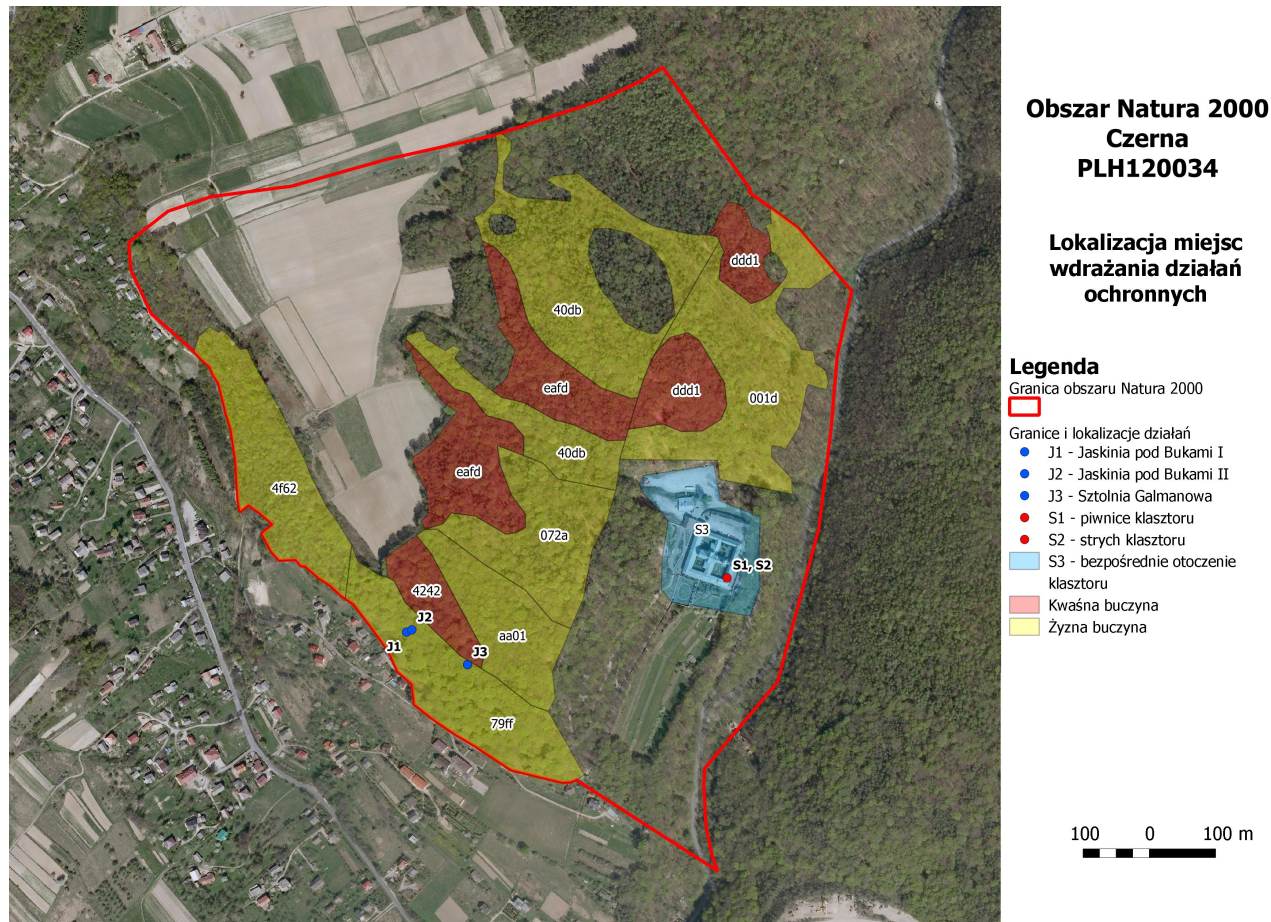 Obszar Natura 2000
Czerna
PLH120034
Lokalizacja miejsc
wdrażania działań
ochronnych
Legenda
Granica obszaru Natura 2000
Granice i lokalizacje działań
J1 - Jaskinia pod Bukami I
J2 - Jaskinia pod Bukami II
J3 - Sztolnia Galmanowa
S1 - piwnice klasztoru
S2 - strych klasztoru
S3 - bezpośrednie otoczenie
klasztoru
Kwaśna buczyna
Żyzna buczyna
100 0 100 m
ddd1
40db
eafd
ddd1
001d
40db
eafd
4f62
072a
S3
S1, S2
4242
J2
J1
aa01
J3
79ff